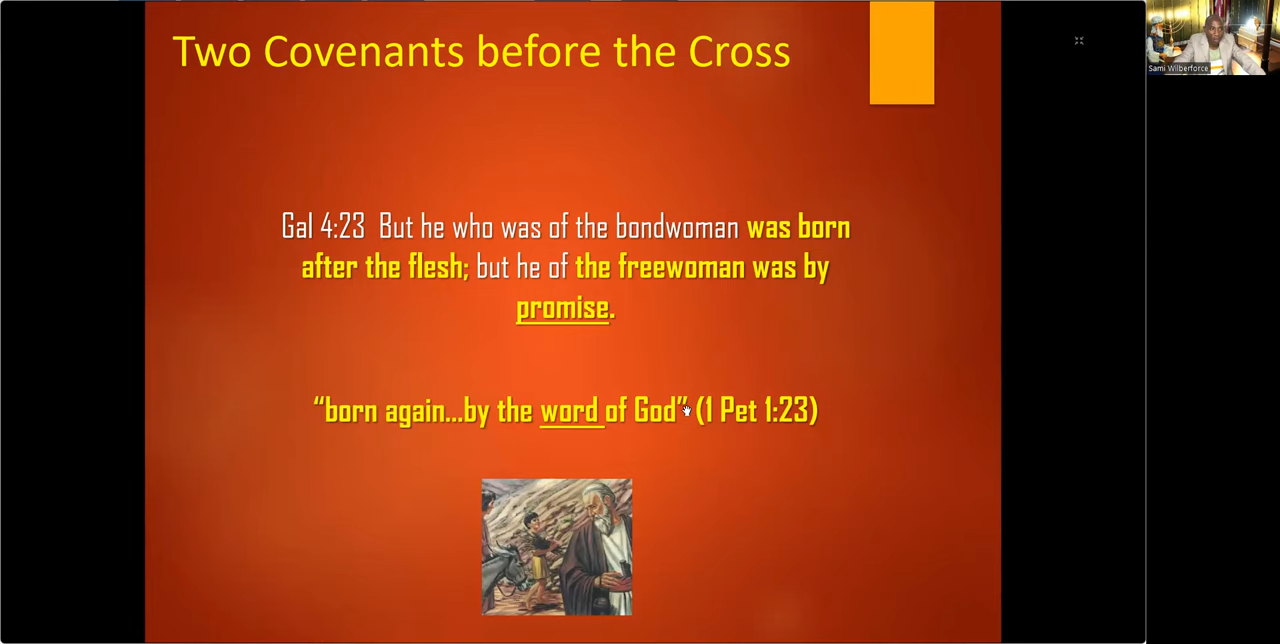 Two Covenants before the Cross
Gal 4:23 But he who was of the bondwoman was born
after the flesh; but he of the freewoman was by
promise.
“born again...by the word of God” (1 Pet 1:23)
Sami Wilberforce